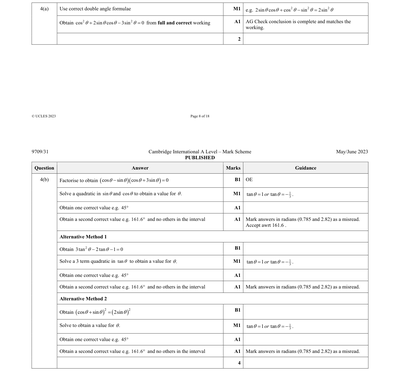 4(a) Use correct double angle formulae M1 e.g. 2sinθcosθ + cos²θ − sin²θ = 2sin²θ
Obtain cos²θ + 2sinθcosθ − 3sin²θ = 0 from full and correct working A1 AG Check conclusion is complete and matches the
working.
2
© UCLES 2023 Page 8 of 18
9709/31 Cambridge International A Level – Mark Scheme May/June 2023
PUBLISHED
Question Answer Marks Guidance
4(b) Factorise to obtain (cosθ − sinθ)(cosθ + 3sinθ) = 0 B1 OE
Solve a quadratic in sinθ and cosθ to obtain a value for θ. M1 tanθ = 1 or tanθ = −⅓.
Obtain one correct value e.g. 45° A1
Obtain a second correct value e.g. 161.6° and no others in the interval A1 Mark answers in radians (0.785 and 2.82) as a misread.
Accept awrt 161.6 .
Alternative Method 1
Obtain 3tan²θ − 2tanθ − 1 = 0 B1
Solve a 3 term quadratic in tanθ to obtain a value for θ. M1 tanθ = 1 or tanθ = −⅓.
Obtain one correct value e.g. 45° A1
Obtain a second correct value e.g. 161.6° and no others in the interval A1 Mark answers in radians (0.785 and 2.82) as a misread.
Alternative Method 2
Obtain (cosθ + sinθ)² = (2sinθ)² B1
Solve to obtain a value for θ. M1 tanθ = 1 or tanθ = −⅓.
Obtain one correct value e.g. 45° A1
Obtain a second correct value e.g. 161.6° and no others in the interval A1 Mark answers in radians (0.785 and 2.82) as a misread.
4